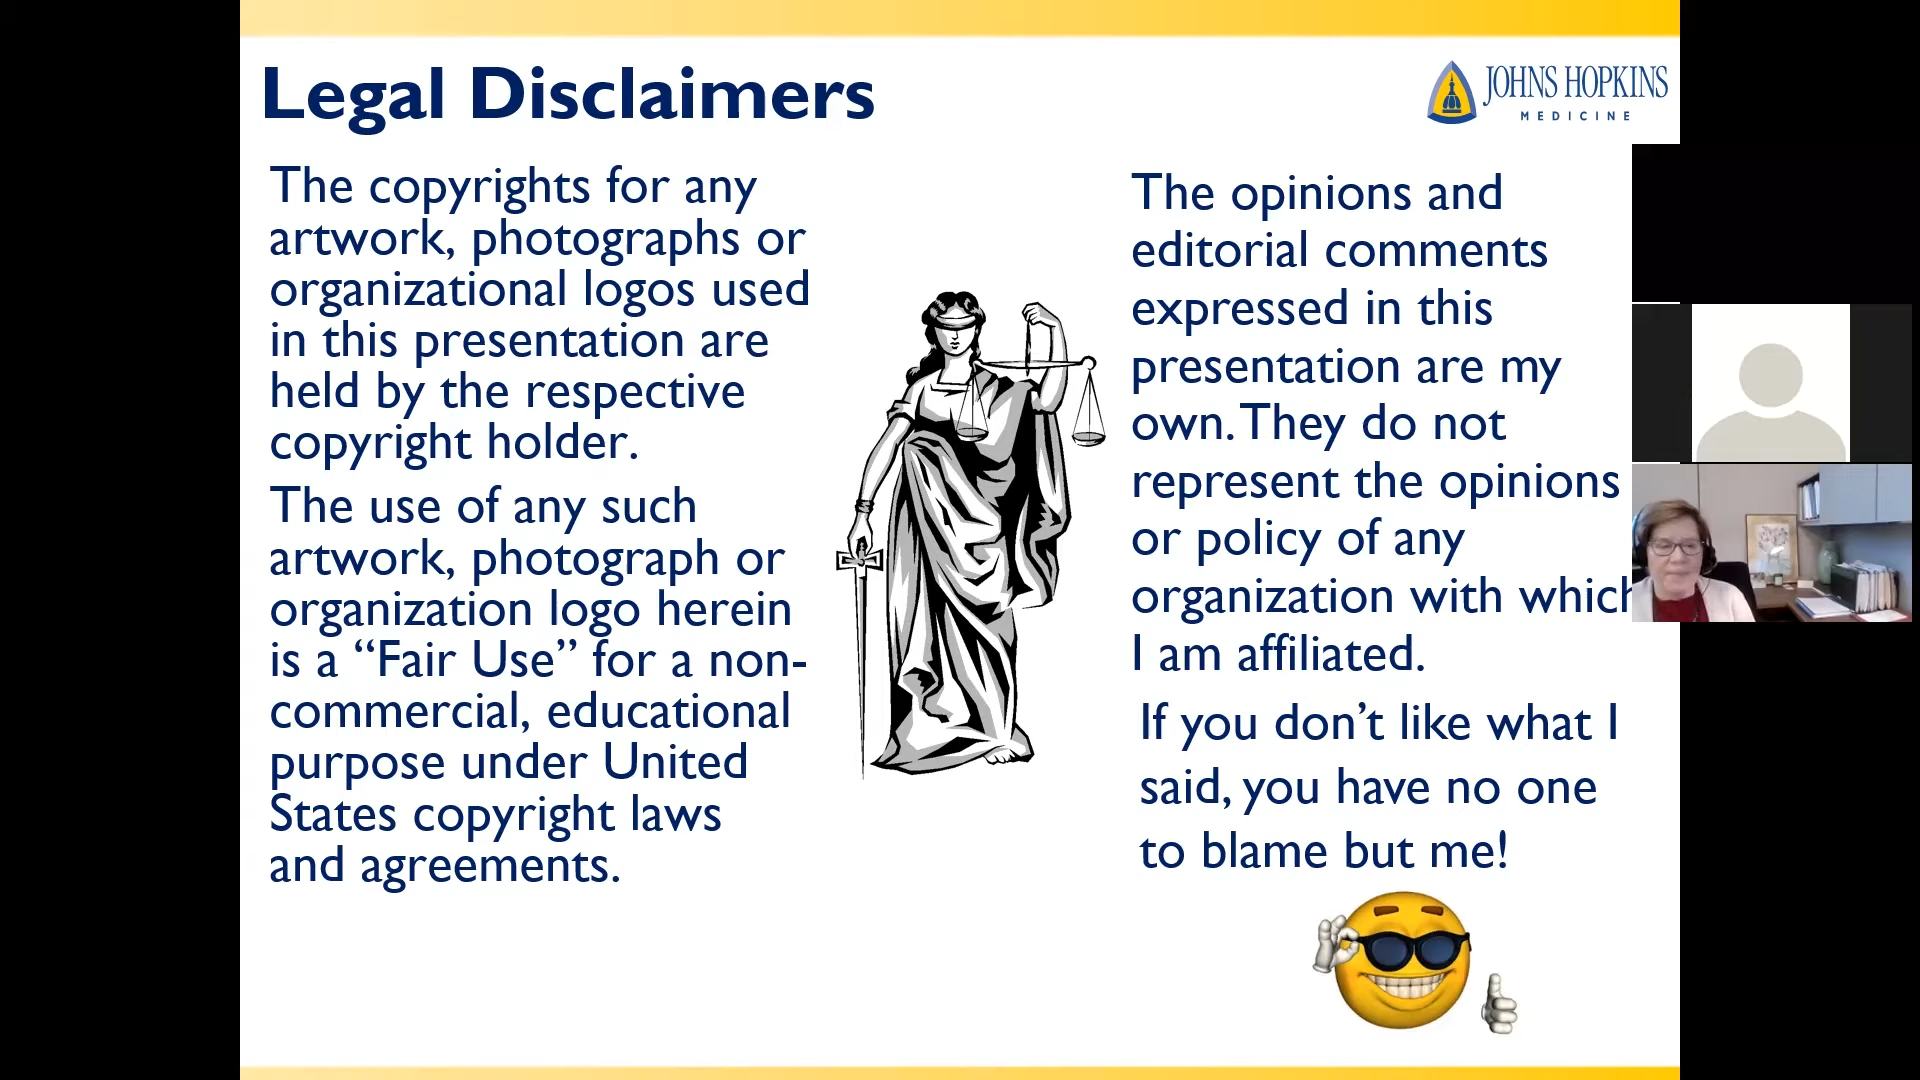 Legal Disclaimers
JOHNS HOPKINS
MEDICINE
The copyrights for any
artwork, photographs or
organizational logos used
in this presentation are
held by the respective
copyright holder.
The use of any such
artwork, photograph or
organization logo herein
is a “Fair Use” for a non-
commercial, educational
purpose under United
States copyright laws
and agreements.
The opinions and
editorial comments
expressed in this
presentation are my
own. They do not
represent the opinions
or policy of any
organization with which
I am affiliated.
If you don’t like what I
said, you have no one
to blame but me!